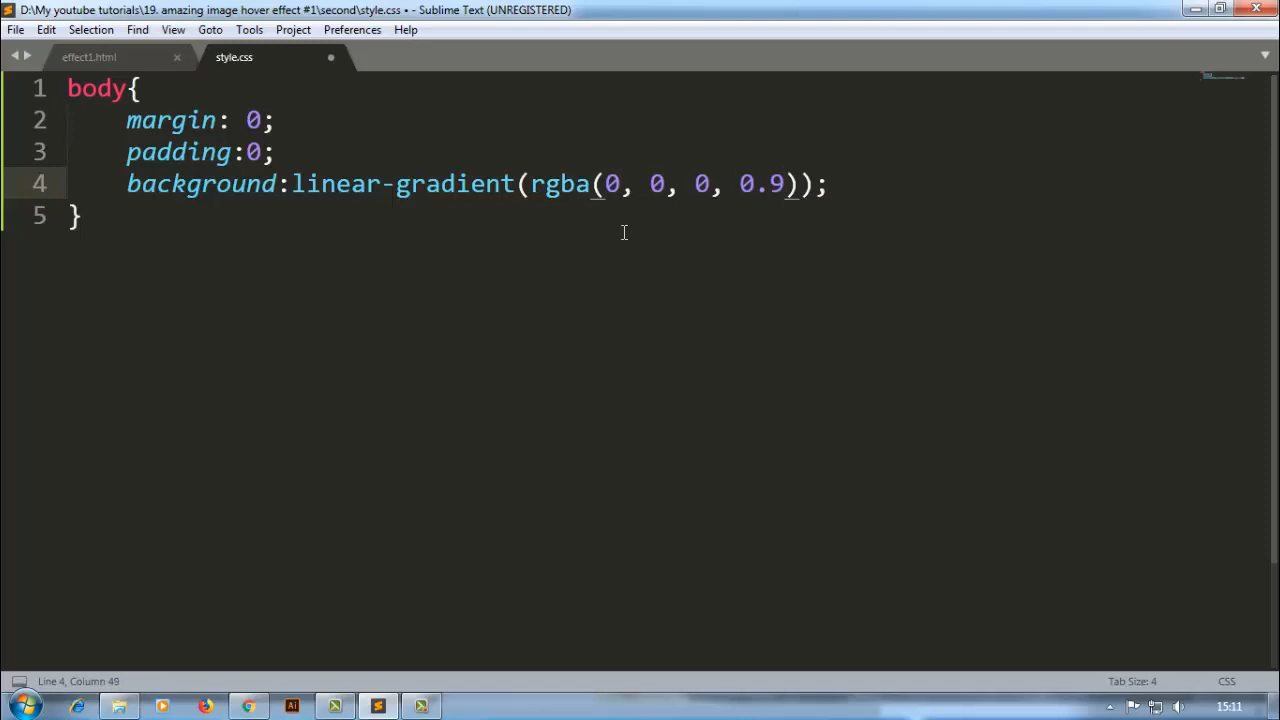 D:\My youtube tutorials\19. amazing image hover effect #1\second\style.css • - Sublime Text (UNREGISTERED)
File Edit Selection Find View Goto Tools Project Preferences Help
effect1.html style.css
1 body{
2 margin: 0;
3 padding:0;
4 background:linear-gradient(rgba(0, 0, 0, 0.9));
5 }
Line 4, Column 49 Tab Size: 4 CSS
Ai 15:11